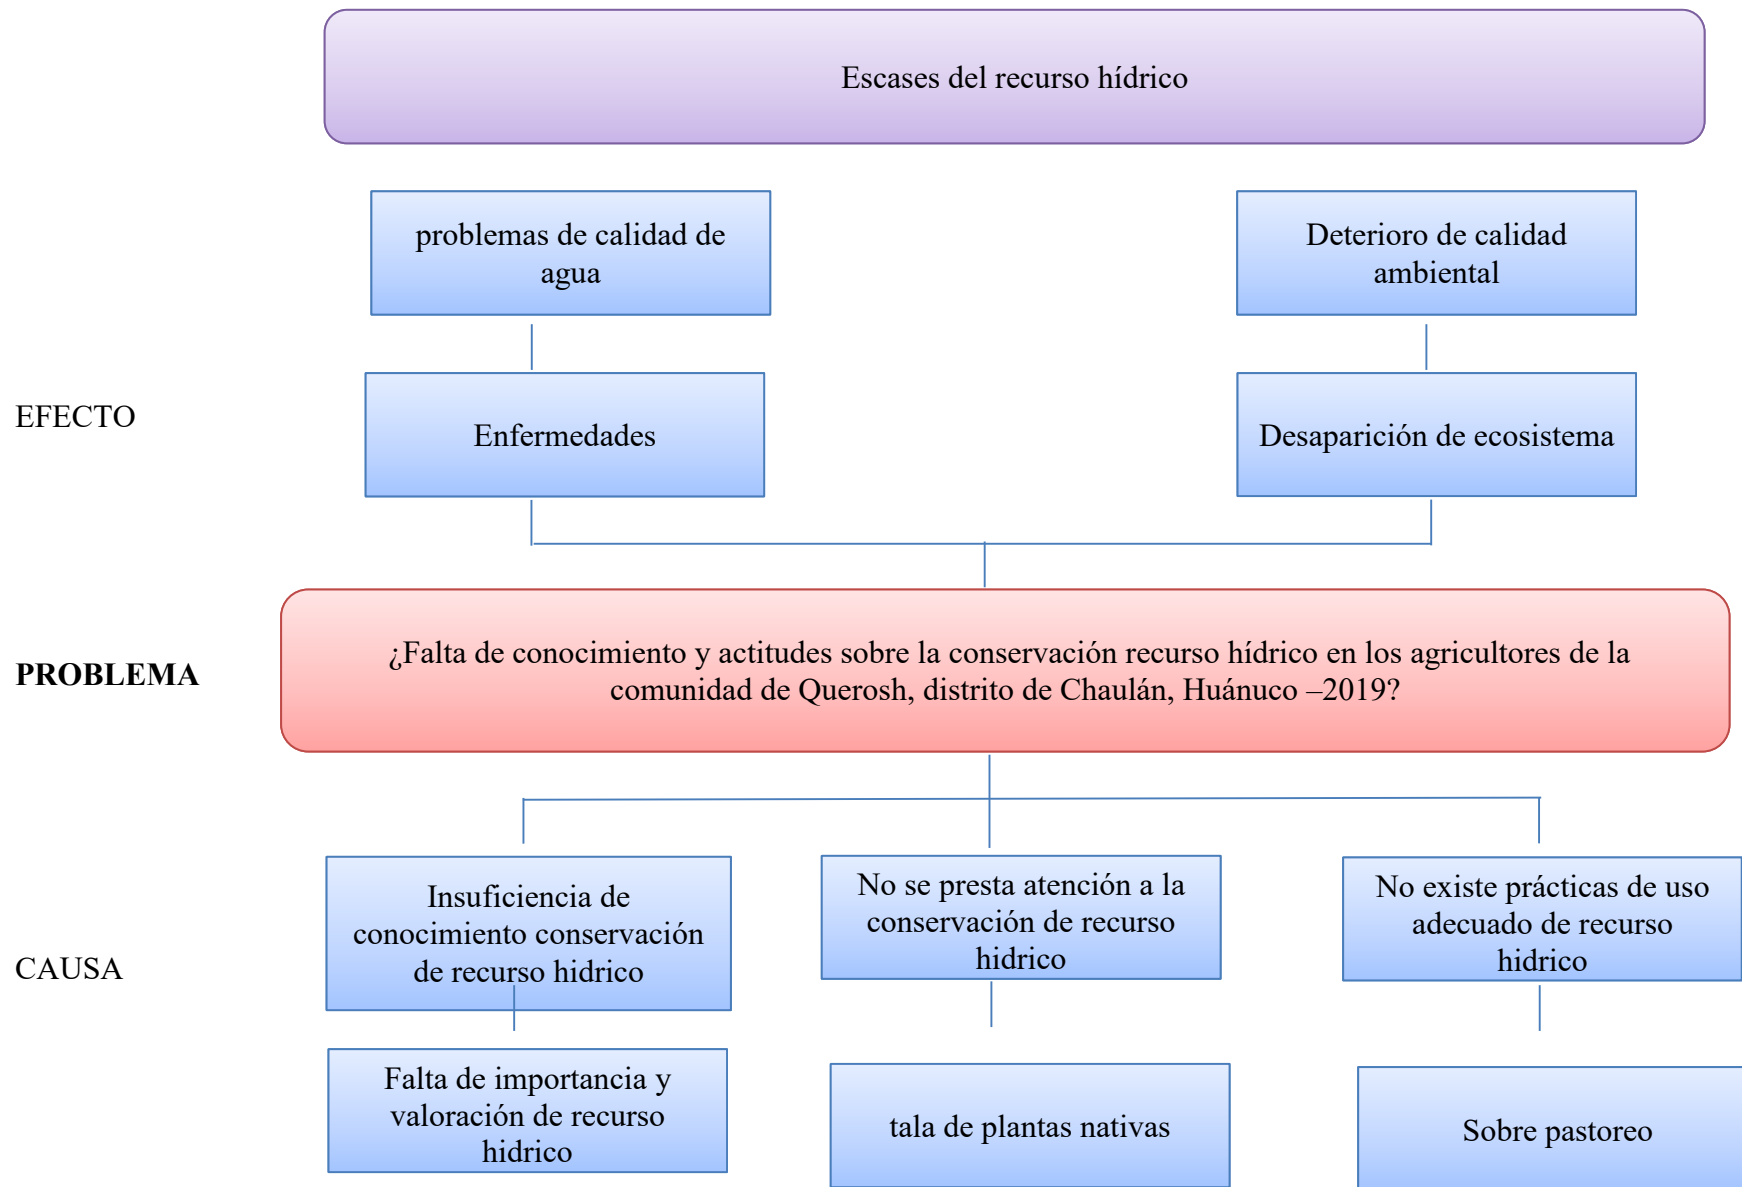 Escases del recurso hídrico
problemas de calidad de
agua
Deterioro de calidad
ambiental
EFECTO
Enfermedades
Desaparición de ecosistema
PROBLEMA
¿Falta de conocimiento y actitudes sobre la conservación recurso hídrico en los agricultores de la
comunidad de Querosh, distrito de Chaulán, Huánuco –2019?
CAUSA
Insuficiencia de
conocimiento conservación
de recurso hidrico
No se presta atención a la
conservación de recurso
hidrico
No existe prácticas de uso
adecuado de recurso
hidrico
Falta de importancia y
valoración de recurso
hidrico
tala de plantas nativas
Sobre pastoreo